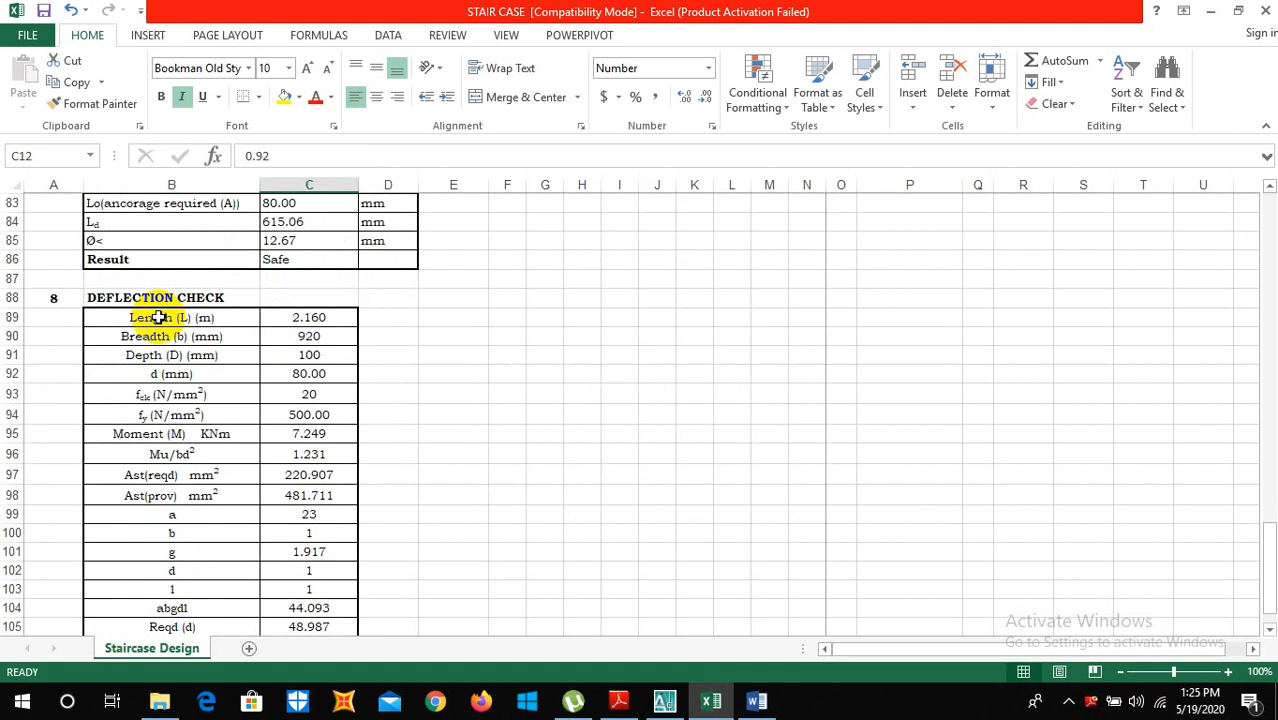 STAIR CASE [Compatibility Mode] - Excel (Product Activation Failed)
FILE HOME INSERT PAGE LAYOUT FORMULAS DATA REVIEW VIEW POWERPIVOT Sign in
Paste Cut Copy Format Painter Clipboard
Bookman Old Sty 10 A A B I U A Font
Wrap Text Merge & Center Alignment
Number $ % , Number
Conditional Formatting Format as Table Cell Styles Styles
Insert Delete Format Cells
AutoSum Fill Clear Sort & Filter Find & Select Editing
C12 fx 0.92
A B C D E F G H I J K L M N O P Q R S T U
83 Lo(ancorage required (A)) 80.00 mm
84 Ld 615.06 mm
85 Ø< 12.67 mm
86 Result Safe
87
88 8 DEFLECTION CHECK
89 Length (L) (m) 2.160
90 Breadth (b) (mm) 920
91 Depth (D) (mm) 100
92 d (mm) 80.00
93 fck (N/mm2) 20
94 fy (N/mm2) 500.00
95 Moment (M) KNm 7.249
96 Mu/bd2 1.231
97 Ast(reqd) mm2 220.907
98 Ast(prov) mm2 481.711
99 a 23
100 b 1
101 g 1.917
102 d 1
103 l 1
104 abgdl 44.093
105 Reqd (d) 48.987
Activate Windows
Go to Settings to activate Windows.
Staircase Design
READY 100%
1:25 PM
5/19/2020